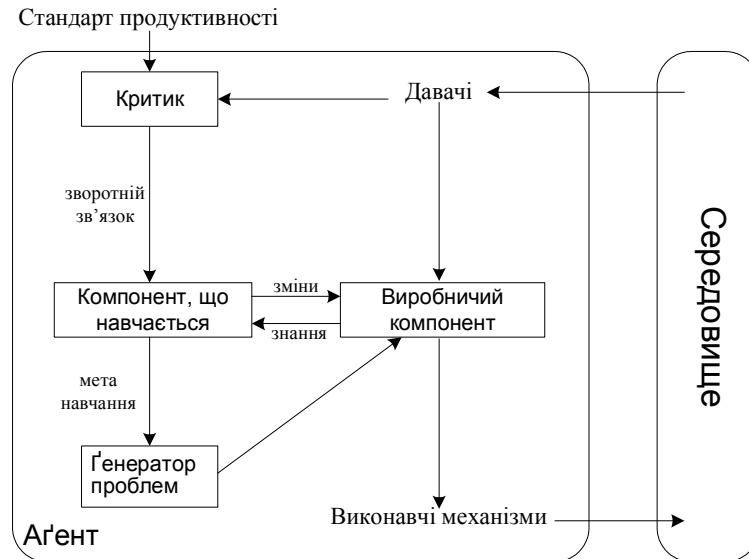 Стандарт продуктивності
Критик
Давачі
зворотній
зв’язок
Компонент, що
навчається
зміни
знання
Виробничий
компонент
мета
навчання
Ґенератор
проблем
Виконавчі механізми
Аґент
Середовище